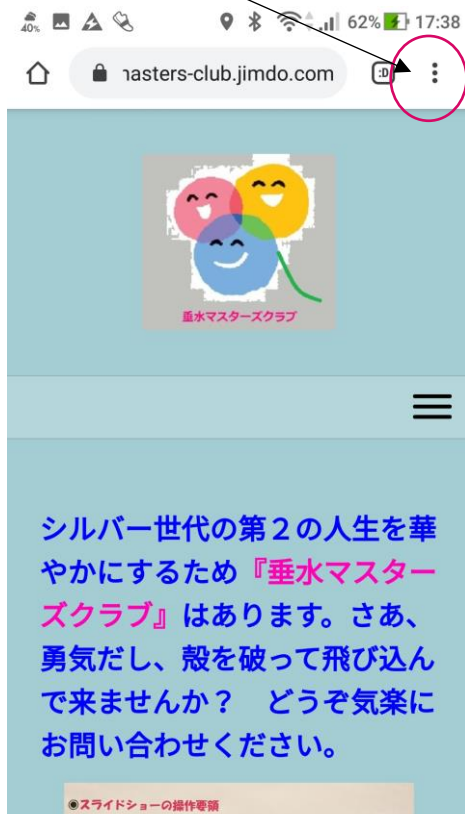 40%
62% 17:38
nasters-club.jimdo.com :D
垂水マスターズクラブ
シルバー世代の第２の人生を華
やかにするため『垂水マスター
ズクラブ』はあります。さあ、
勇気だし、殻を破って飛び込ん
で来ませんか？　どうぞ気楽に
お問い合わせください。
◉スライドショーの操作要領